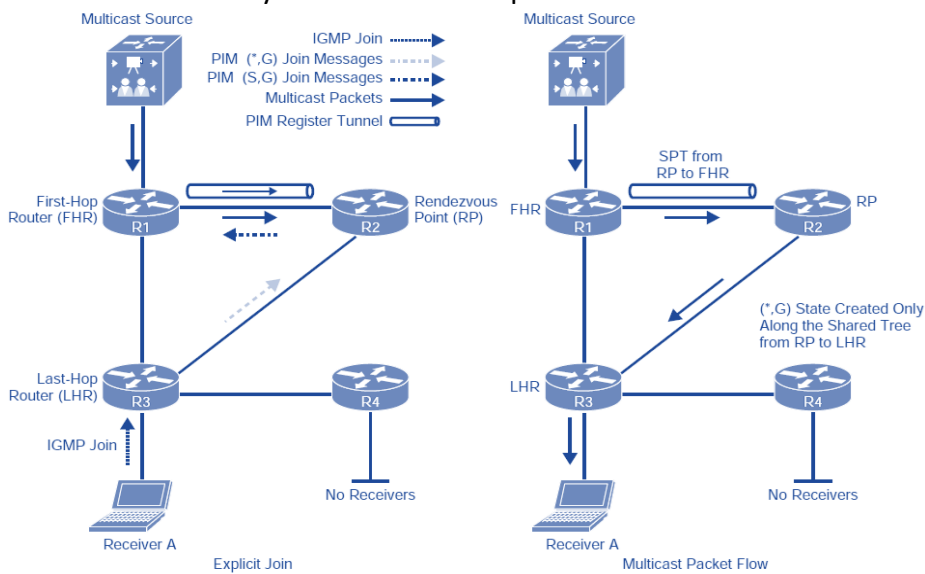 Multicast Source
IGMP Join
PIM (*,G) Join Messages
PIM (S,G) Join Messages
Multicast Packets
PIM Register Tunnel
First-Hop
Router (FHR)
R1
Rendezvous
Point (RP)
R2
Last-Hop
Router (LHR)
R3
R4
IGMP Join
No Receivers
Receiver A
Explicit Join
Multicast Source
SPT from
RP to FHR
FHR
R1
RP
R2
(*,G) State Created Only
Along the Shared Tree
from RP to LHR
LHR
R3
R4
No Receivers
Receiver A
Multicast Packet Flow